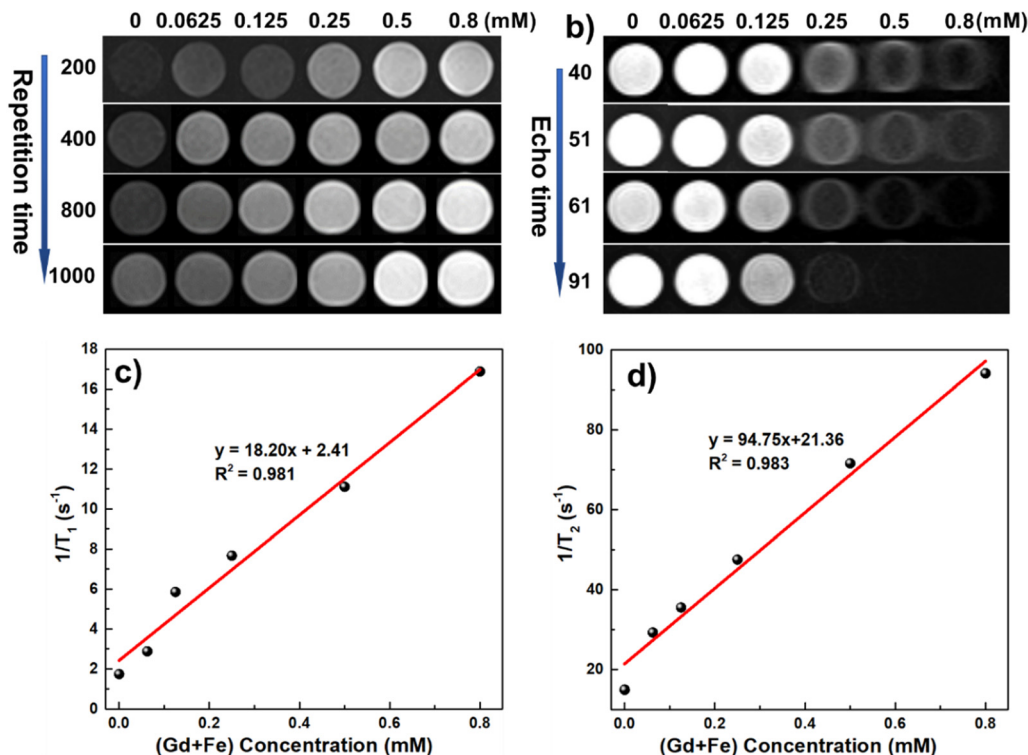 0 0.0625 0.125 0.25 0.5 0.8 (mM)
Repetition time
200
400
800
1000
b)
0 0.0625 0.125 0.25 0.5 0.8 (mM)
Echo time
40
51
61
91
c)
y = 18.20x + 2.41
R² = 0.981
1/T₁ (s⁻¹)
18
16
14
12
10
8
6
4
2
0
0.0 0.2 0.4 0.6 0.8
(Gd+Fe) Concentration (mM)
d)
y = 94.75x+21.36
R² = 0.983
1/T₂ (s⁻¹)
100
80
60
40
20
0.0 0.2 0.4 0.6 0.8
(Gd+Fe) Concentration (mM)